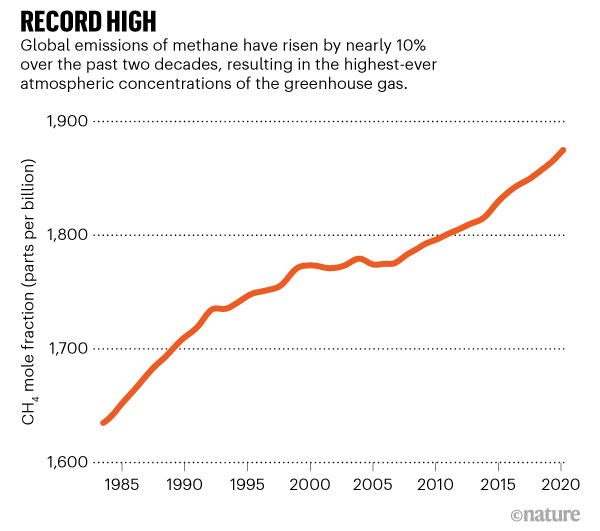 RECORD HIGH
Global emissions of methane have risen by nearly 10%
over the past two decades, resulting in the highest-ever
atmospheric concentrations of the greenhouse gas.
1,900
CH₄ mole fraction (parts per billion)
1,800
1,700
1,600
1985 1990 1995 2000 2005 2010 2015 2020
©nature